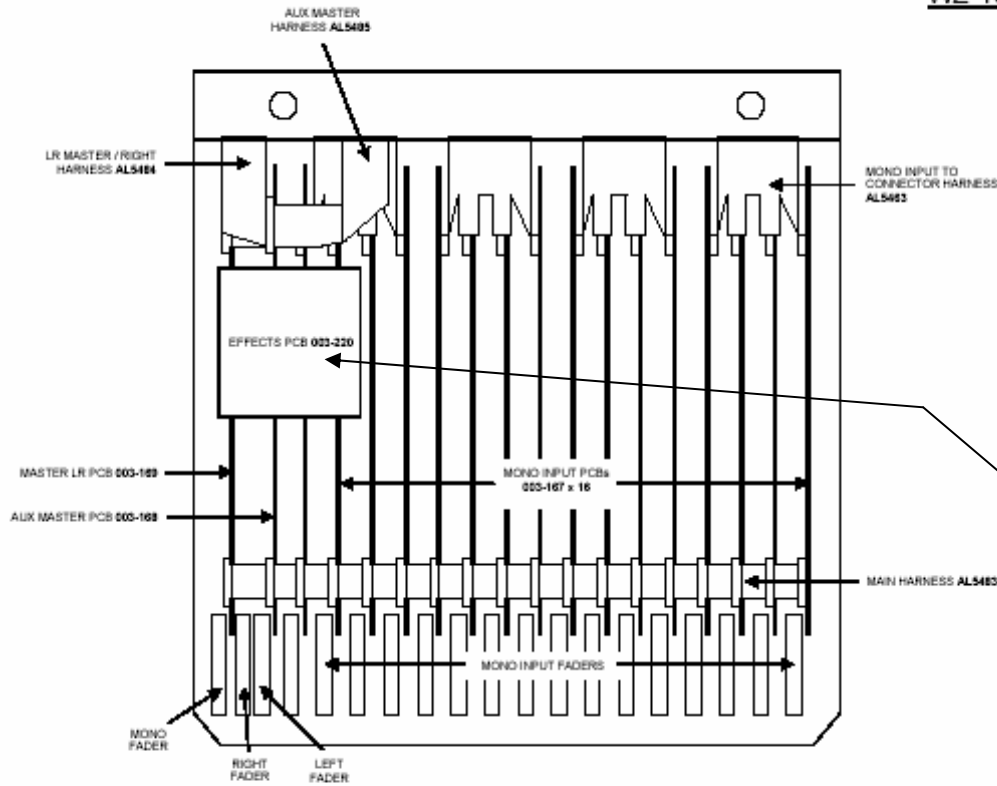 AUX MASTER
HARNESS AL5485
LR MASTER / RIGHT
HARNESS AL5484
MONO INPUT TO
CONNECTOR HARNESS
AL5463
EFFECTS PCB 003-220
MASTER LR PCB 003-169
MONO INPUT PCBs
003-167 x 16
AUX MASTER PCB 003-168
MAIN HARNESS AL5483
MONO INPUT FADERS
MONO
FADER
RIGHT
FADER
LEFT
FADER